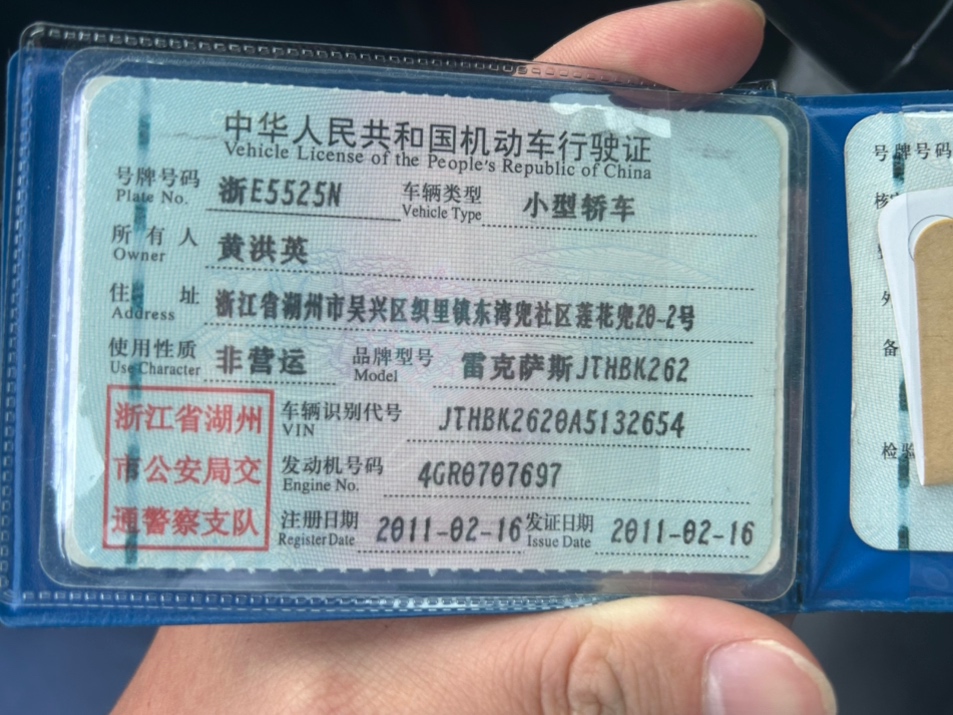 中华人民共和国机动车行驶证
Vehicle License of the People's Republic of China
号牌号码 浙E5525N 车辆类型 小型轿车
Plate No. Vehicle Type
所有人 黄洪英
Owner
住址 浙江省湖州市吴兴区织里镇东湾兜社区莲花兜20-2号
Address
使用性质 非营运 品牌型号 雷克萨斯JTHBK262
Use Character Model
浙江省湖州
市公安局交
通警察支队
车辆识别代号 JTHBK2620A5132654
VIN
发动机号码 4GR0707697
Engine No.
注册日期 2011-02-16 发证日期 2011-02-16
Register Date Issue Date
号牌号码
备
检验